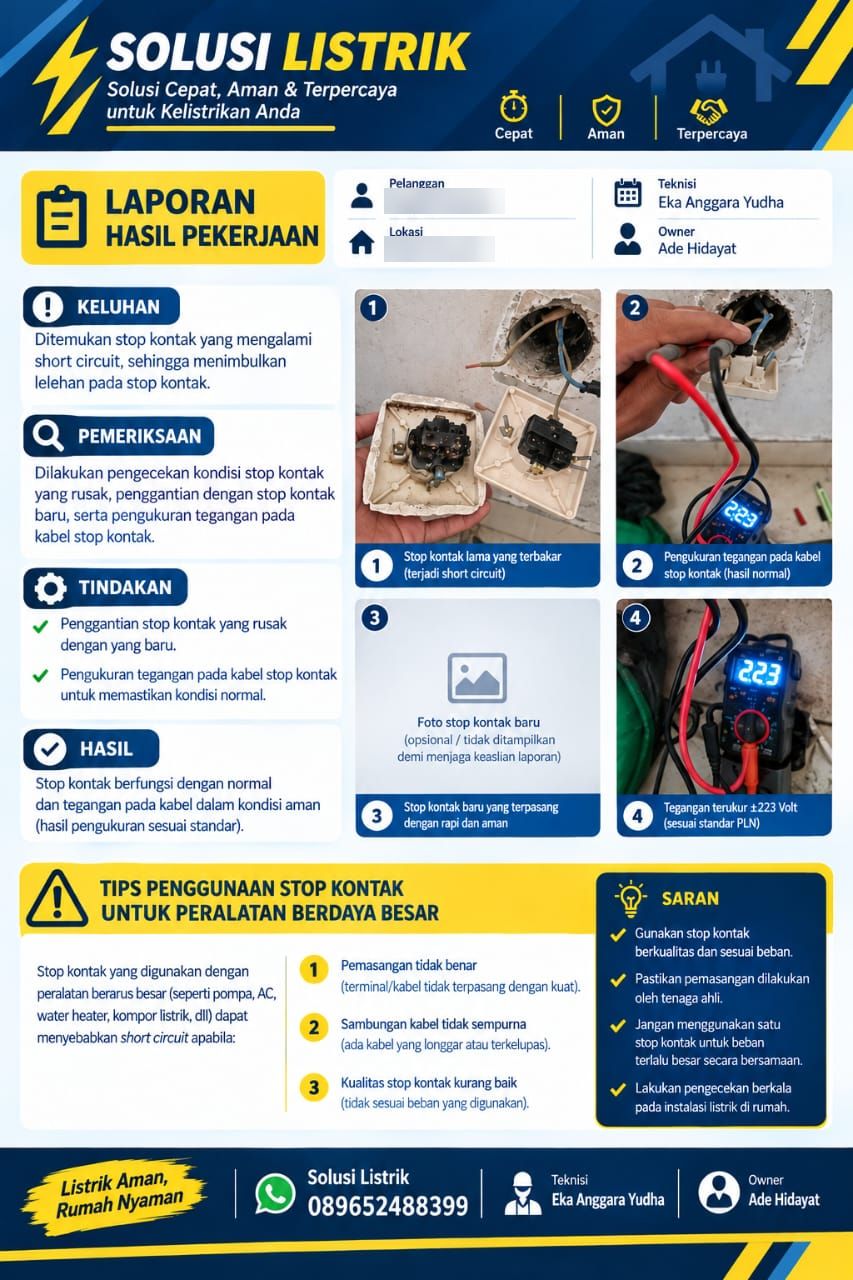 SOLUSI LISTRIK
Solusi Cepat, Aman & Terpercaya
untuk Kelistrikan Anda
Cepat
Aman
Terpercaya
LAPORAN
HASIL PEKERJAAN
Pelanggan
Lokasi
Teknisi
Eka Anggara Yudha
Owner
Ade Hidayat
KELUHAN
Ditemukan stop kontak yang mengalami
short circuit, sehingga menimbulkan
lelehan pada stop kontak.
PEMERIKSAAN
Dilakukan pengecekan kondisi stop kontak
yang rusak, penggantian dengan stop kontak
baru, serta pengukuran tegangan pada
kabel stop kontak.
TINDAKAN
Penggantian stop kontak yang rusak
dengan yang baru.
Pengukuran tegangan pada kabel stop kontak
untuk memastikan kondisi normal.
HASIL
Stop kontak berfungsi dengan normal
dan tegangan pada kabel dalam kondisi aman
(hasil pengukuran sesuai standar).
1
1
Stop kontak lama yang terbakar
(terjadi short circuit)
2
223
2
Pengukuran tegangan pada kabel
stop kontak (hasil normal)
3
Foto stop kontak baru
(opsional / tidak ditampilkan
demi menjaga keaslian laporan)
3
Stop kontak baru yang terpasang
dengan rapi dan aman
4
223
4
Tegangan terukur ±223 Volt
(sesuai standar PLN)
TIPS PENGGUNAAN STOP KONTAK
UNTUK PERALATAN BERDAYA BESAR
Stop kontak yang digunakan dengan
peralatan berarus besar (seperti pompa, AC,
water heater, kompor listrik, dll) dapat
menyebabkan short circuit apabila:
1
Pemasangan tidak benar
(terminal/kabel tidak terpasang dengan kuat).
2
Sambungan kabel tidak sempurna
(ada kabel yang longgar atau terkelupas).
3
Kualitas stop kontak kurang baik
(tidak sesuai beban yang digunakan).
SARAN
Gunakan stop kontak
berkualitas dan sesuai beban.
Pastikan pemasangan dilakukan
oleh tenaga ahli.
Jangan menggunakan satu
stop kontak untuk beban
terlalu besar secara bersamaan.
Lakukan pengecekan berkala
pada instalasi listrik di rumah.
Listrik Aman,
Rumah Nyaman
Solusi Listrik
089652488399
Teknisi
Eka Anggara Yudha
Owner
Ade Hidayat